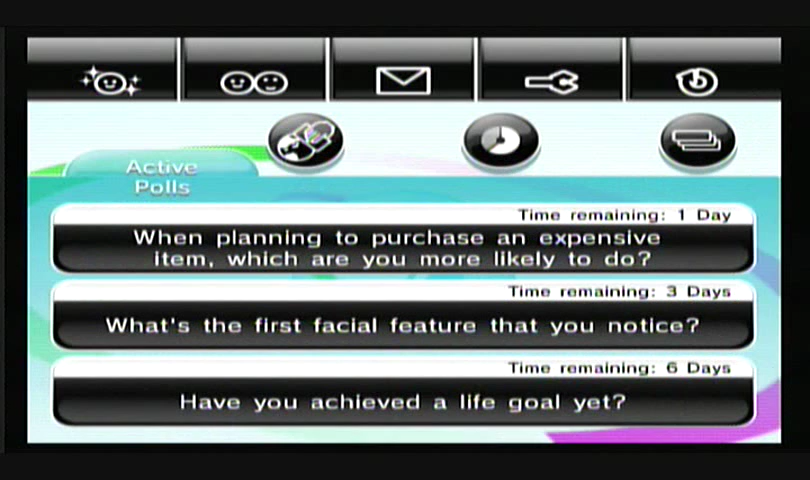 Active
Polls
Time remaining: 1 Day
When planning to purchase an expensive
item, which are you more likely to do?
Time remaining: 3 Days
What's the first facial feature that you notice?
Time remaining: 6 Days
Have you achieved a life goal yet?